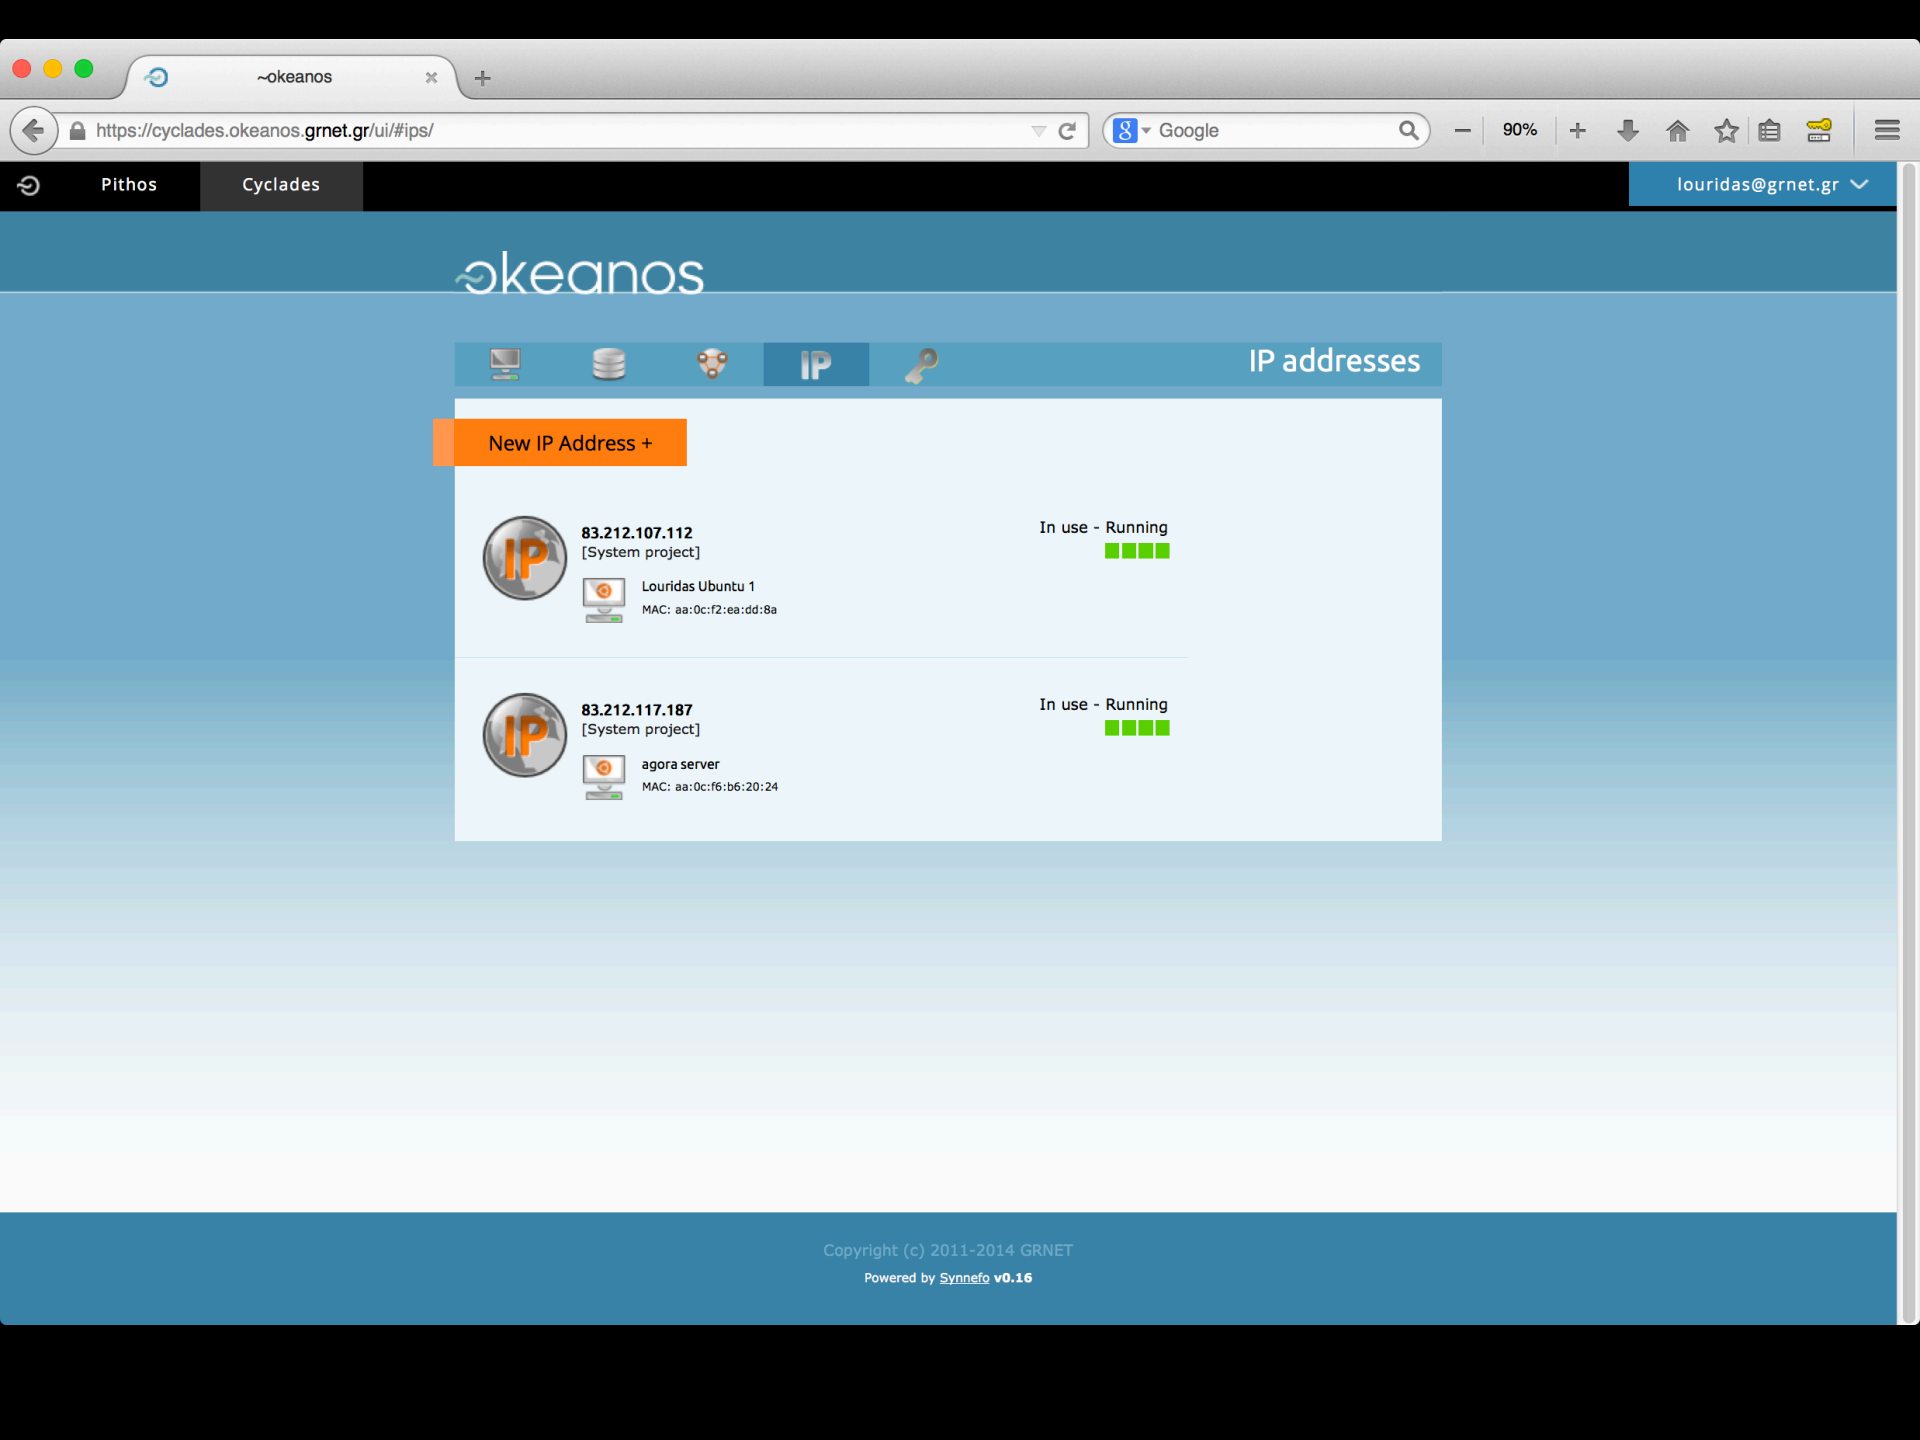 ~okeanos
https://cyclades.okeanos.grnet.gr/ui/#ips/
Google
90%
Pithos
Cyclades
louridas@grnet.gr
~okeanos
IP
IP addresses
New IP Address +
IP
83.212.107.112
[System project]
In use - Running
Louridas Ubuntu 1
MAC: aa:0c:f2:ea:dd:8a
IP
83.212.117.187
[System project]
In use - Running
agora server
MAC: aa:0c:f6:b6:20:24
Copyright (c) 2011-2014 GRNET
Powered by Synnefo v0.16